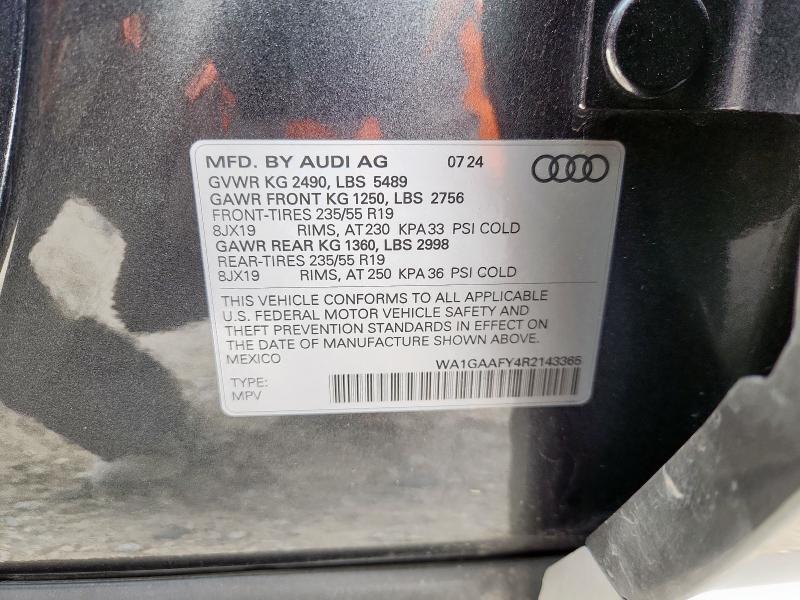 MFD. BY AUDI AG 07 24
GVWR KG 2490, LBS 5489
GAWR FRONT KG 1250, LBS 2756
FRONT-TIRES 235/55 R19
8JX19 RIMS, AT 230 KPA 33 PSI COLD
GAWR REAR KG 1360, LBS 2998
REAR-TIRES 235/55 R19
8JX19 RIMS, AT 250 KPA 36 PSI COLD
THIS VEHICLE CONFORMS TO ALL APPLICABLE
U.S. FEDERAL MOTOR VEHICLE SAFETY AND
THEFT PREVENTION STANDARDS IN EFFECT ON
THE DATE OF MANUFACTURE SHOWN ABOVE.
MEXICO WA1GAAFY4R2143365
TYPE:
MPV